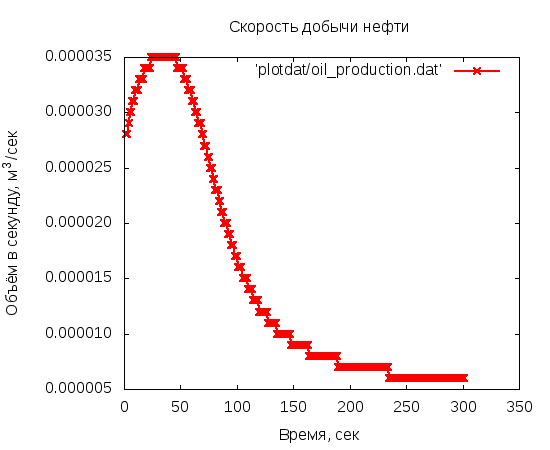 Скорость добычи нефти
'plotdat/oil_production.dat'
Объём в секунду, м³/сек
0.000035
0.000030
0.000025
0.000020
0.000015
0.000010
0.000005
0 50 100 150 200 250 300 350
Время, сек